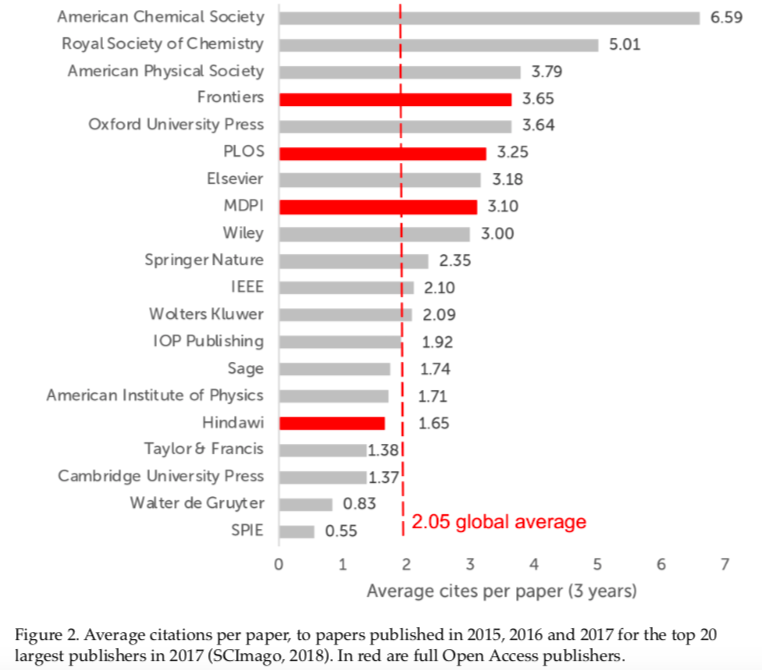 American Chemical Society 6.59
Royal Society of Chemistry 5.01
American Physical Society 3.79
Frontiers 3.65
Oxford University Press 3.64
PLOS 3.25
Elsevier 3.18
MDPI 3.10
Wiley 3.00
Springer Nature 2.35
IEEE 2.10
Wolters Kluwer 2.09
IOP Publishing 1.92
Sage 1.74
American Institute of Physics 1.71
Hindawi 1.65
Taylor & Francis 1.38
Cambridge University Press 1.37
Walter de Gruyter 0.83
SPIE 0.55
2.05 global average
0 1 2 3 4 5 6 7
Average cites per paper (3 years)
Figure 2. Average citations per paper, to papers published in 2015, 2016 and 2017 for the top 20
largest publishers in 2017 (SCImago, 2018). In red are full Open Access publishers.